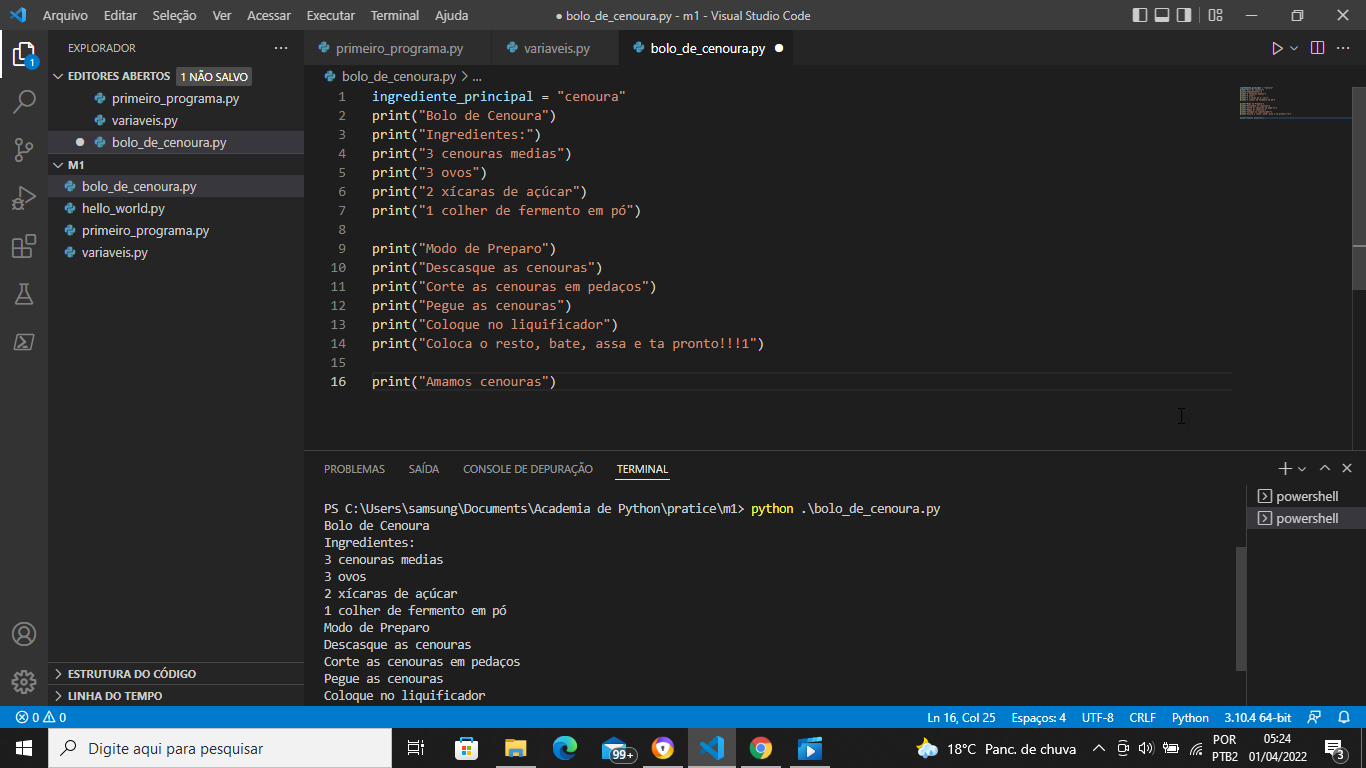 Arquivo Editar Seleção Ver Acessar Executar Terminal Ajuda ● bolo_de_cenoura.py - m1 - Visual Studio Code
EXPLORADOR ···
EDITORES ABERTOS 1 NÃO SALVO
primeiro_programa.py
variaveis.py
● bolo_de_cenoura.py
M1
bolo_de_cenoura.py
hello_world.py
primeiro_programa.py
variaveis.py
ESTRUTURA DO CÓDIGO
LINHA DO TEMPO
1
primeiro_programa.py variaveis.py bolo_de_cenoura.py ●
bolo_de_cenoura.py > ...
1 ingrediente_principal = "cenoura"
2 print("Bolo de Cenoura")
3 print("Ingredientes:")
4 print("3 cenouras medias")
5 print("3 ovos")
6 print("2 xícaras de açúcar")
7 print("1 colher de fermento em pó")
8
9 print("Modo de Preparo")
10 print("Descasque as cenouras")
11 print("Corte as cenouras em pedaços")
12 print("Pegue as cenouras")
13 print("Coloque no liquificador")
14 print("Coloca o resto, bate, assa e ta pronto!!!1")
15
16 print("Amamos cenouras")
PROBLEMAS SAÍDA CONSOLE DE DEPURAÇÃO TERMINAL
PS C:\Users\samsung\Documents\Academia de Python\pratice\m1> python .\bolo_de_cenoura.py
Bolo de Cenoura
Ingredientes:
3 cenouras medias
3 ovos
2 xícaras de açúcar
1 colher de fermento em pó
Modo de Preparo
Descasque as cenouras
Corte as cenouras em pedaços
Pegue as cenouras
Coloque no liquificador
powershell
powershell
0 0 Ln 16, Col 25 Espaços: 4 UTF-8 CRLF Python 3.10.4 64-bit
Digite aqui para pesquisar
99+
18°C Panc. de chuva
POR
PTB2
05:24
01/04/2022
3